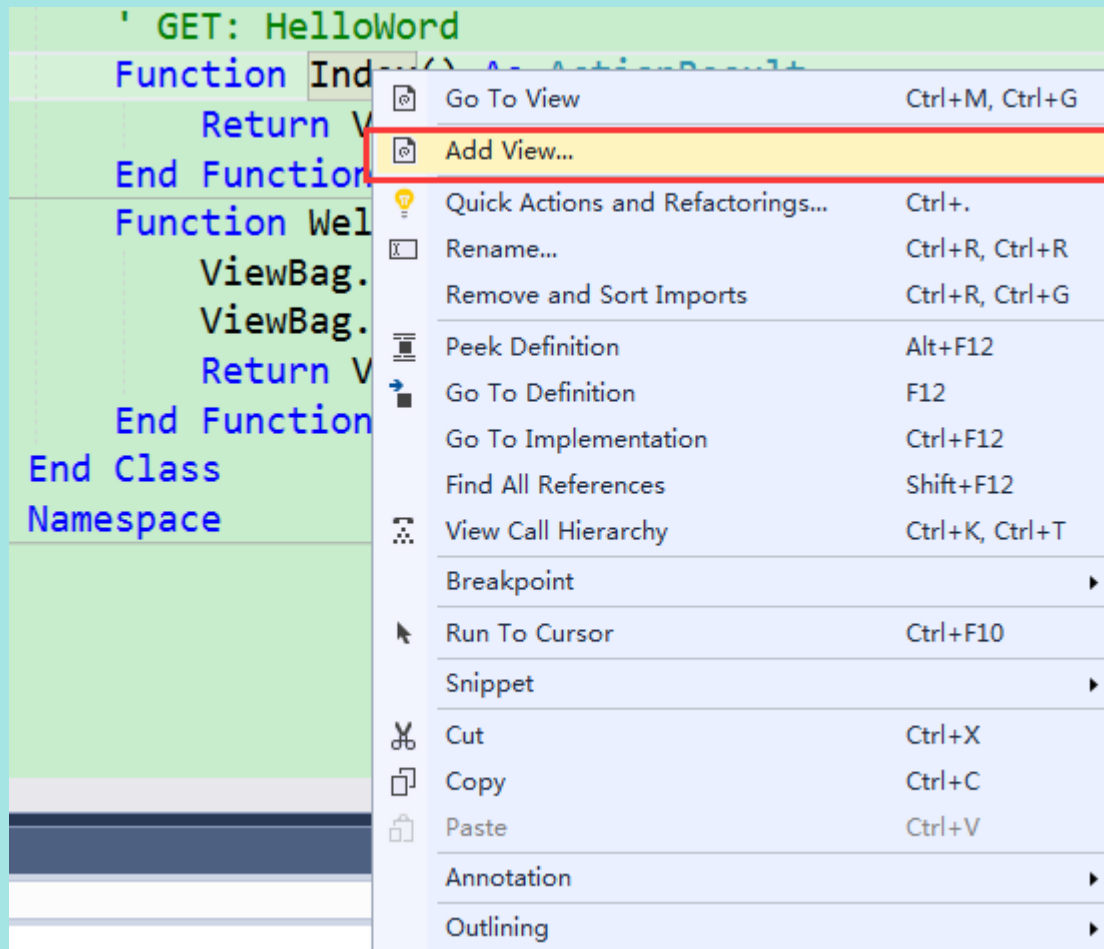 ' GET: HelloWord
Function Index() As ActionResult
Return V
End Function
Function Wel
ViewBag.
ViewBag.
Return V
End Function
End Class
Namespace
Go To View Ctrl+M, Ctrl+G
Add View...
Quick Actions and Refactorings... Ctrl+.
Rename... Ctrl+R, Ctrl+R
Remove and Sort Imports Ctrl+R, Ctrl+G
Peek Definition Alt+F12
Go To Definition F12
Go To Implementation Ctrl+F12
Find All References Shift+F12
View Call Hierarchy Ctrl+K, Ctrl+T
Breakpoint
Run To Cursor Ctrl+F10
Snippet
Cut Ctrl+X
Copy Ctrl+C
Paste Ctrl+V
Annotation
Outlining